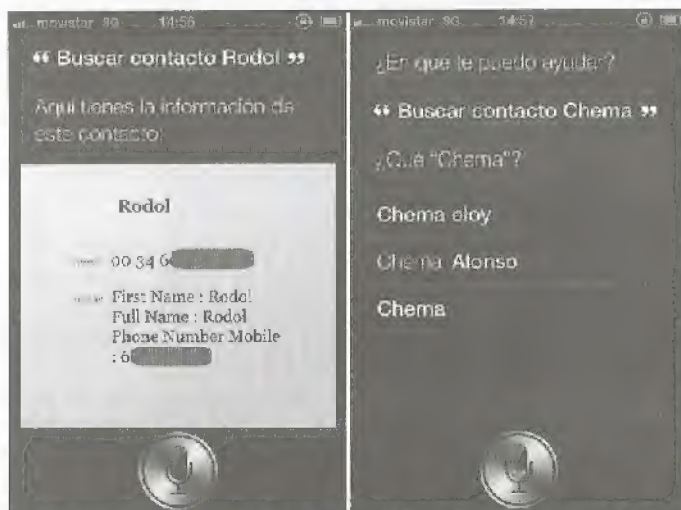 movistar 3G 14:56
“ Buscar contacto Rodol ”
Aquí tienes la información de
este contacto:
Rodol
00 34 6
First Name : Rodol
Full Name : Rodol
Phone Number Mobile
: 6
movistar 3G 14:57
¿En qué te puedo ayudar?
“ Buscar contacto Chema ”
¿Qué “Chema”?
Chema eloy
Chema Alonso
Chema